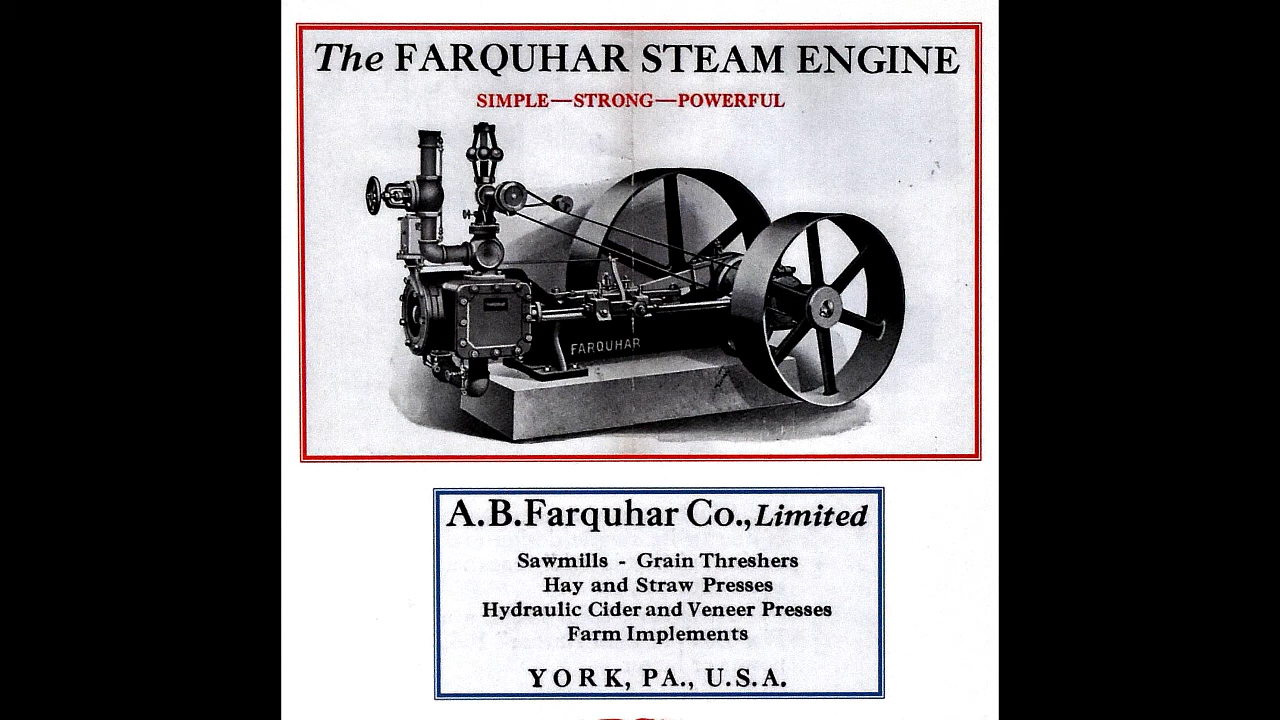 The FARQUHAR STEAM ENGINE
SIMPLE—STRONG—POWERFUL
FARQUHAR
A.B.Farquhar Co., Limited
Sawmills - Grain Threshers
Hay and Straw Presses
Hydraulic Cider and Veneer Presses
Farm Implements
YORK, PA., U.S.A.